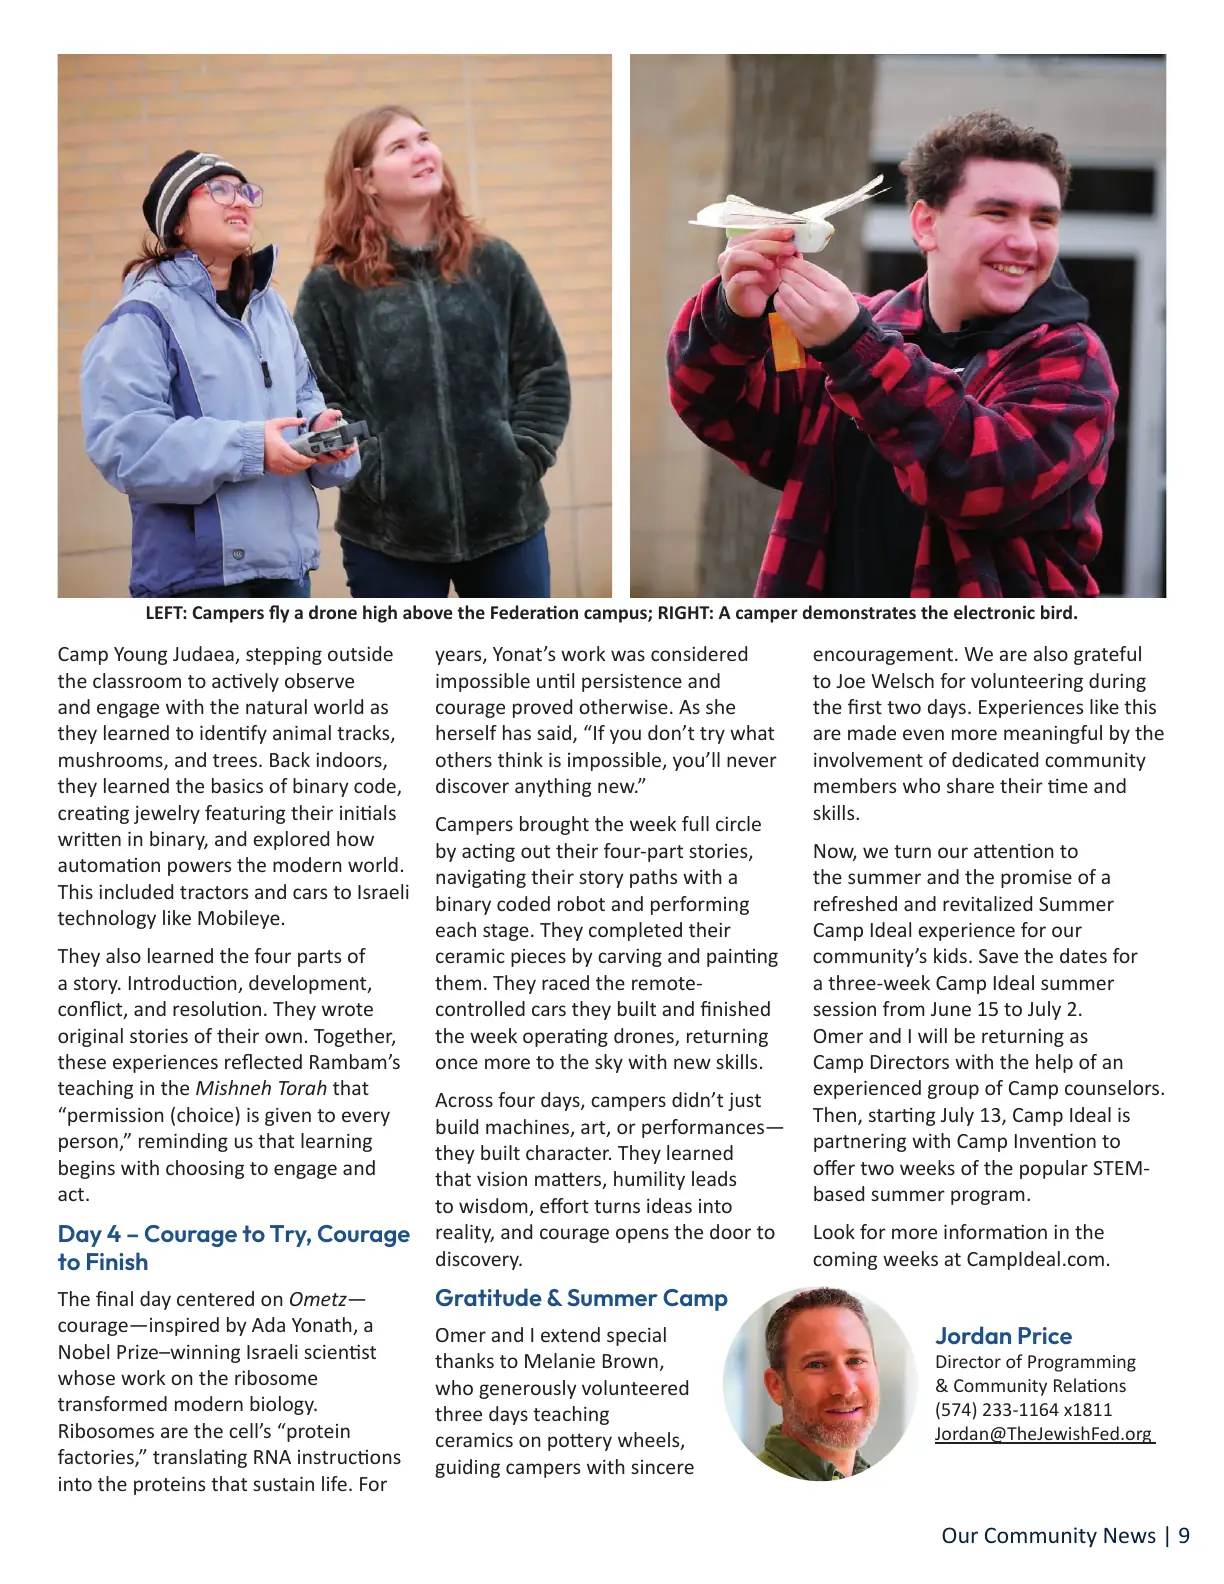 LEFT: Campers fly a drone high above the Federation campus; RIGHT: A camper demonstrates the electronic bird.
Camp Young Judaea, stepping outside
the classroom to actively observe
and engage with the natural world as
they learned to identify animal tracks,
mushrooms, and trees. Back indoors,
they learned the basics of binary code,
creating jewelry featuring their initials
written in binary, and explored how
automation powers the modern world.
This included tractors and cars to Israeli
technology like Mobileye.
They also learned the four parts of
a story. Introduction, development,
conflict, and resolution. They wrote
original stories of their own. Together,
these experiences reflected Rambam’s
teaching in the Mishneh Torah that
“permission (choice) is given to every
person,” reminding us that learning
begins with choosing to engage and
act.
Day 4 – Courage to Try, Courage
to Finish
The final day centered on Ometz—
courage—inspired by Ada Yonath, a
Nobel Prize–winning Israeli scientist
whose work on the ribosome
transformed modern biology.
Ribosomes are the cell’s “protein
factories,” translating RNA instructions
into the proteins that sustain life. For
years, Yonat’s work was considered
impossible until persistence and
courage proved otherwise. As she
herself has said, “If you don’t try what
others think is impossible, you’ll never
discover anything new.”
Campers brought the week full circle
by acting out their four-part stories,
navigating their story paths with a
binary coded robot and performing
each stage. They completed their
ceramic pieces by carving and painting
them. They raced the remote-
controlled cars they built and finished
the week operating drones, returning
once more to the sky with new skills.
Across four days, campers didn’t just
build machines, art, or performances—
they built character. They learned
that vision matters, humility leads
to wisdom, effort turns ideas into
reality, and courage opens the door to
discovery.
Gratitude & Summer Camp
Omer and I extend special
thanks to Melanie Brown,
who generously volunteered
three days teaching
ceramics on pottery wheels,
guiding campers with sincere
encouragement. We are also grateful
to Joe Welsch for volunteering during
the first two days. Experiences like this
are made even more meaningful by the
involvement of dedicated community
members who share their time and
skills.
Now, we turn our attention to
the summer and the promise of a
refreshed and revitalized Summer
Camp Ideal experience for our
community’s kids. Save the dates for
a three-week Camp Ideal summer
session from June 15 to July 2.
Omer and I will be returning as
Camp Directors with the help of an
experienced group of Camp counselors.
Then, starting July 13, Camp Ideal is
partnering with Camp Invention to
offer two weeks of the popular STEM-
based summer program.
Look for more information in the
coming weeks at CampIdeal.com.
Jordan Price
Director of Programming
& Community Relations
(574) 233-1164 x1811
Jordan@TheJewishFed.org
Our Community News | 9